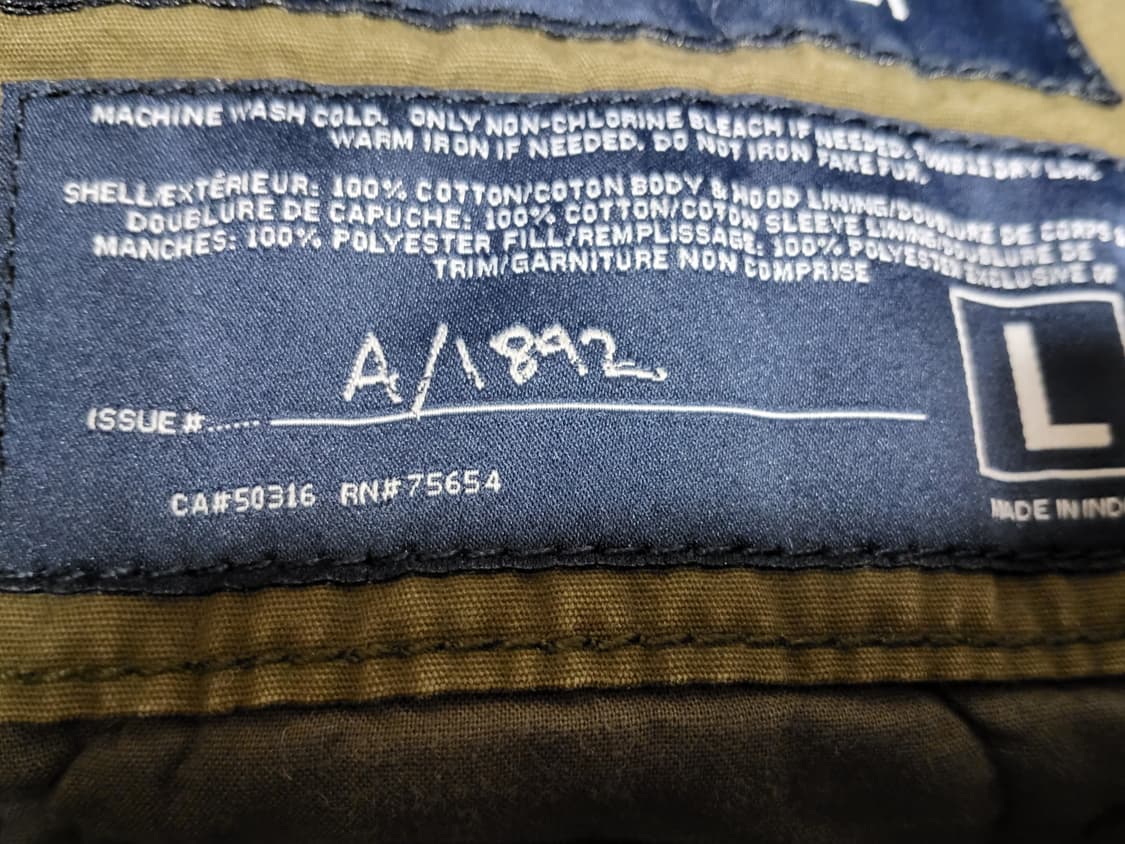 MACHINE WASH COLD. ONLY NON-CHLORINE BLEACH IF NEEDED. TUMBLE DRY LOW.
WARM IRON IF NEEDED. DO NOT IRON FAKE FUR.
SHELL/EXTÉRIEUR: 100% COTTON/COTON BODY & HOOD LINING/DOUBLURE DE CORPS &
DOUBLURE DE CAPUCHE: 100% COTTON/COTON SLEEVE LINING/DOUBLURE DE
MANCHES: 100% POLYESTER FILL/REMPLISSAGE: 100% POLYESTER EXCLUSIVE OF
TRIM/GARNITURE NON COMPRISE
A/1892
ISSUE #......
L
CA#50316 RN#75654
MADE IN